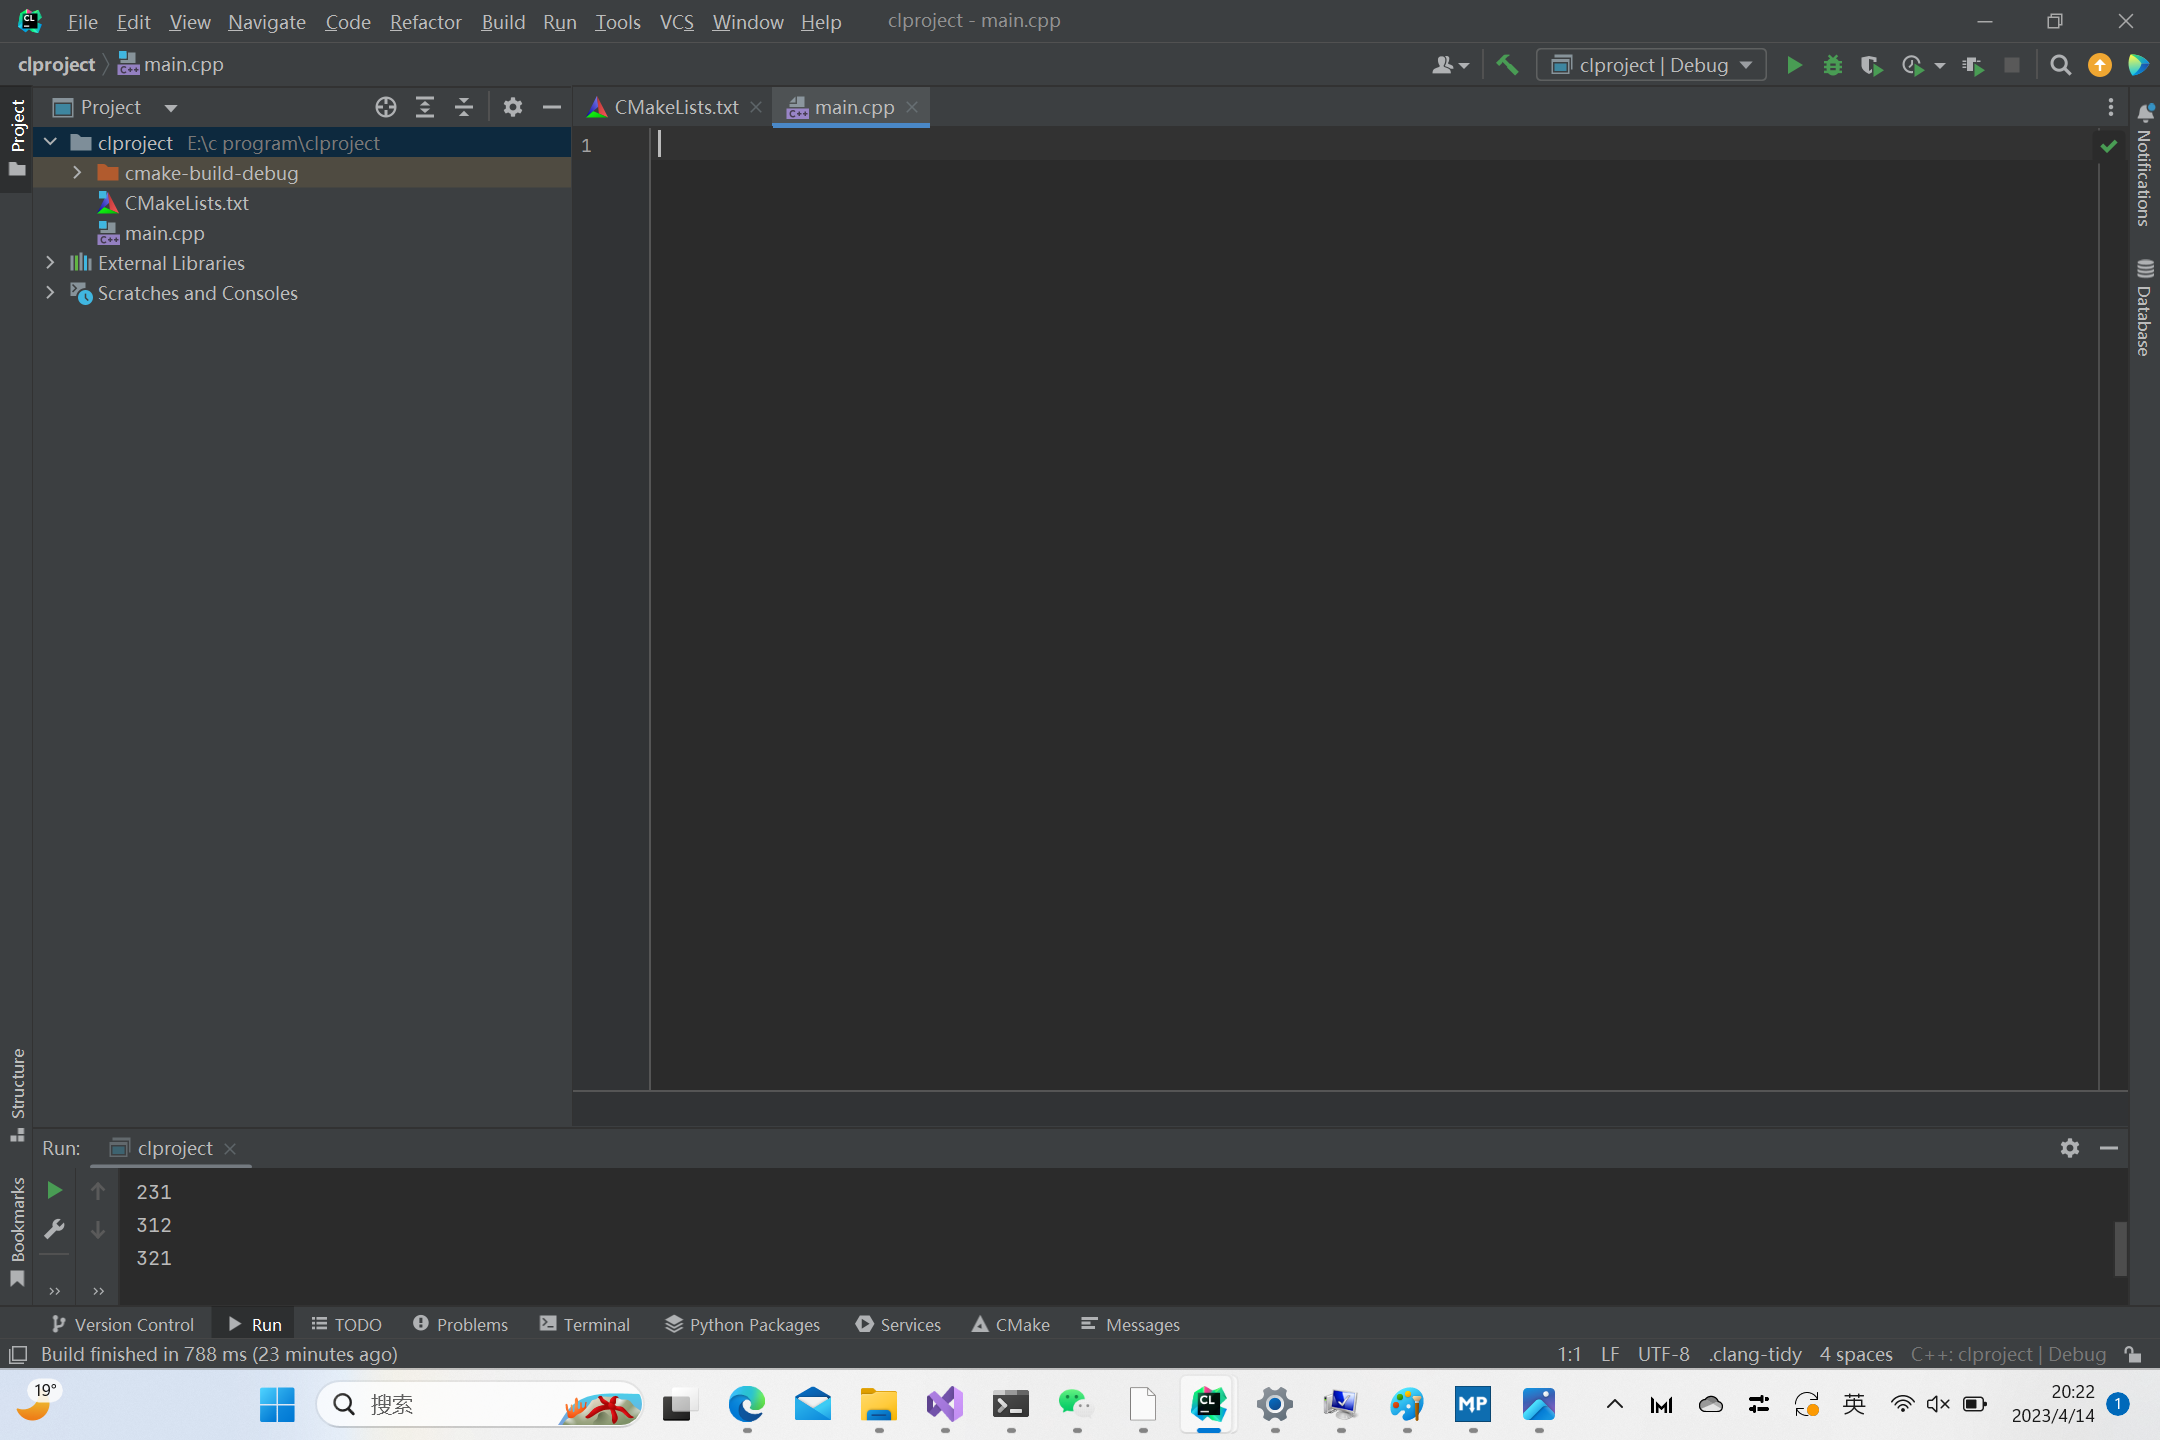 File Edit View Navigate Code Refactor Build Run Tools VCS Window Help clproject - main.cpp
clproject main.cpp
clproject | Debug
Project
CMakeLists.txt
main.cpp
Project
clproject E:\c program\clproject
cmake-build-debug
CMakeLists.txt
main.cpp
External Libraries
Scratches and Consoles
1
Notifications
Database
Structure
Bookmarks
Run: clproject
231
312
321
Version Control Run TODO Problems Terminal Python Packages Services CMake Messages
Build finished in 788 ms (23 minutes ago)
1:1 LF UTF-8 .clang-tidy 4 spaces C++: clproject | Debug
19°
搜索
CL
MP
英
20:22
2023/4/14
1